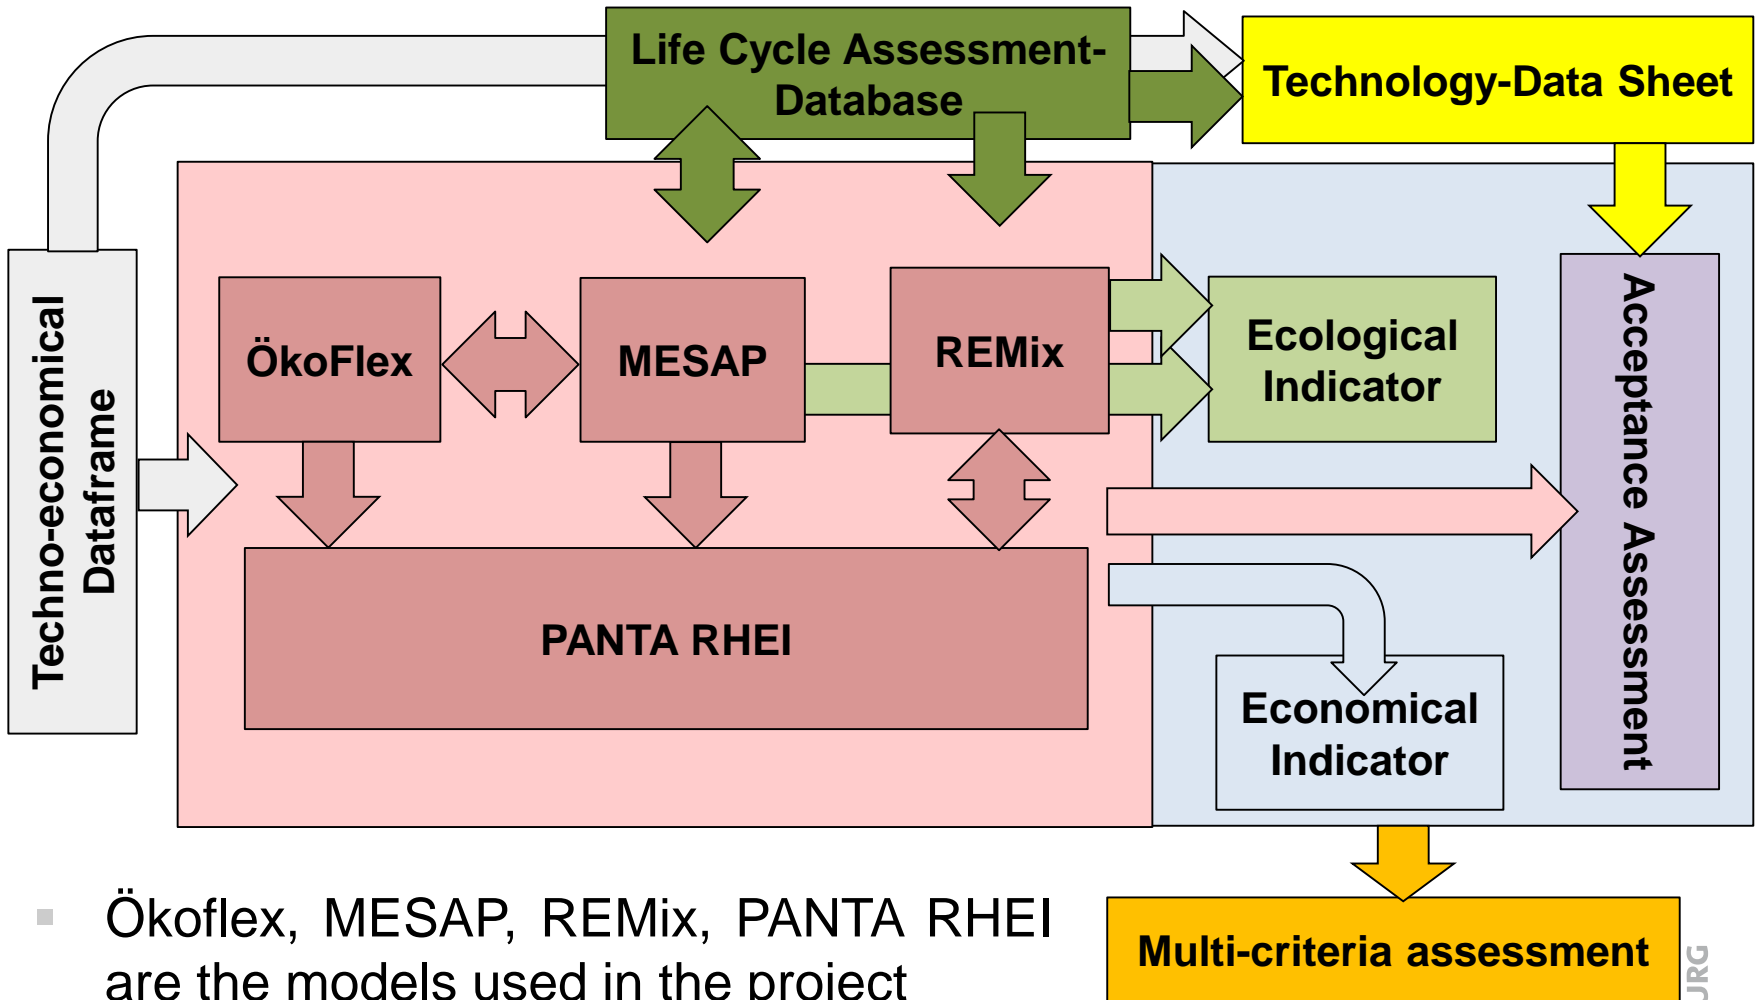 Life Cycle Assessment-
Database
Technology-Data Sheet
Techno-economical
Dataframe
ÖkoFlex
MESAP
REMix
Ecological
Indicator
Acceptance Assessment
PANTA RHEI
Economical
Indicator
Ökoflex, MESAP, REMix, PANTA RHEI
are the models used in the project
Multi-criteria assessment